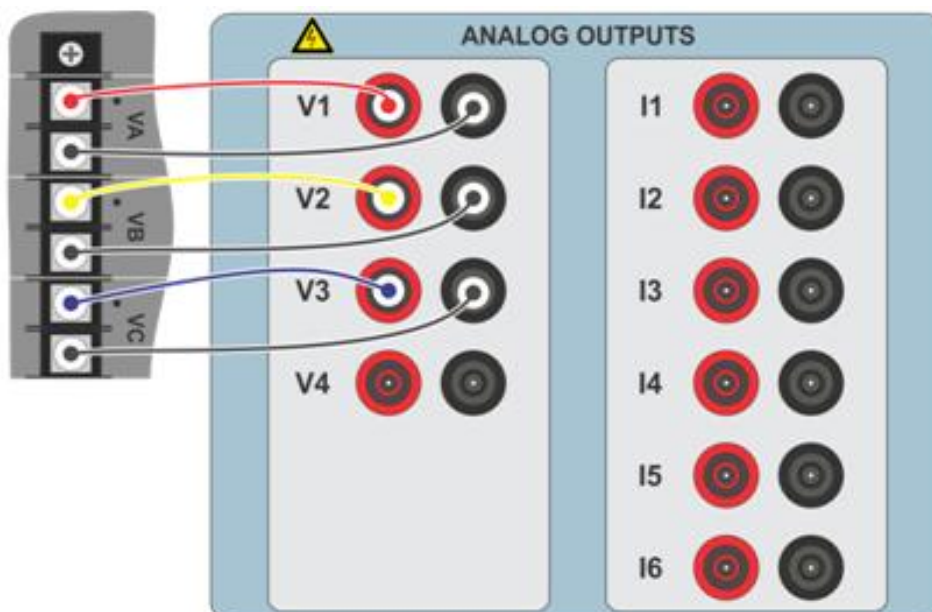 ANALOG OUTPUTS
VA
VB
VC
V1
V2
V3
V4
I1
I2
I3
I4
I5
I6